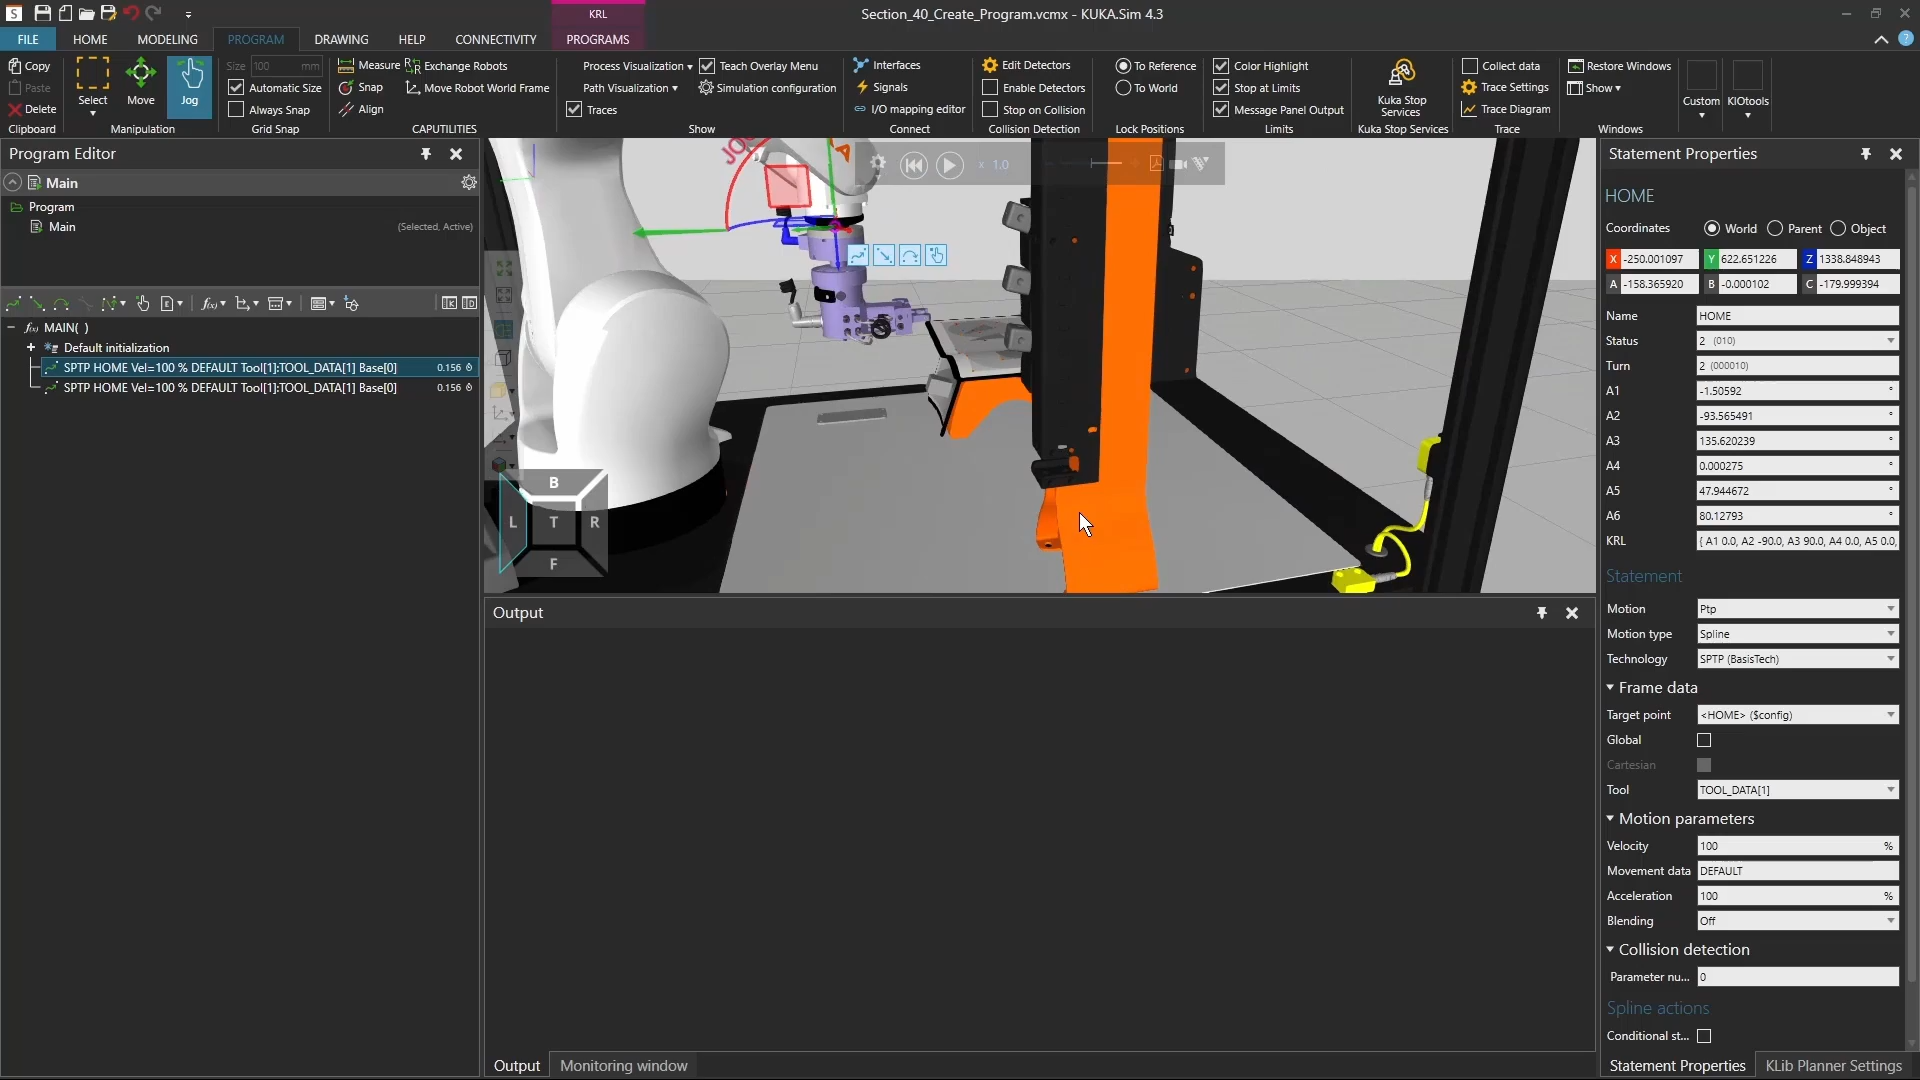 KRL
Section_40_Create_Program.vcmx - KUKA.Sim 4.3
FILE HOME MODELING PROGRAM DRAWING HELP CONNECTIVITY PROGRAMS
Copy
Paste
Delete
Clipboard
Select
Move
Jog
Manipulation
Size 100 mm
Automatic Size
Always Snap
Grid Snap
Measure
Snap
Align
Exchange Robots
Move Robot World Frame
CAPUTILITIES
Process Visualization
Path Visualization
Traces
Teach Overlay Menu
Simulation configuration
Show
Interfaces
Signals
I/O mapping editor
Connect
Edit Detectors
Enable Detectors
Stop on Collision
Collision Detection
To Reference
To World
Lock Positions
Color Highlight
Stop at Limits
Message Panel Output
Limits
Kuka Stop
Services
Kuka Stop Services
Collect data
Trace Settings
Trace Diagram
Trace
Restore Windows
Show
Windows
Custom
KIOtools
Program Editor
Main
Program
Main (Selected, Active)
MAIN( )
Default initialization
SPTP HOME Vel=100 % DEFAULT Tool[1]:TOOL_DATA[1] Base[0] 0.156
SPTP HOME Vel=100 % DEFAULT Tool[1]:TOOL_DATA[1] Base[0] 0.156
x 1.0
B
L T R
F
Output
Output Monitoring window
Statement Properties
HOME
Coordinates World Parent Object
X -250.001097 Y 622.651226 Z 1338.848943
A -158.365920 B -0.000102 C -179.999394
Name HOME
Status 2 (010)
Turn 2 (000010)
A1 -1.50592 °
A2 -93.565491 °
A3 135.620239 °
A4 0.000275 °
A5 47.944672 °
A6 80.12793 °
KRL { A1 0.0, A2 -90.0, A3 90.0, A4 0.0, A5 0.0,
Statement
Motion Ptp
Motion type Spline
Technology SPTP (BasisTech)
Frame data
Target point <HOME> ($config)
Global
Cartesian
Tool TOOL_DATA[1]
Motion parameters
Velocity 100 %
Movement data DEFAULT
Acceleration 100 %
Blending Off
Collision detection
Parameter nu... 0
Spline actions
Conditional st...
Statement Properties KLib Planner Settings